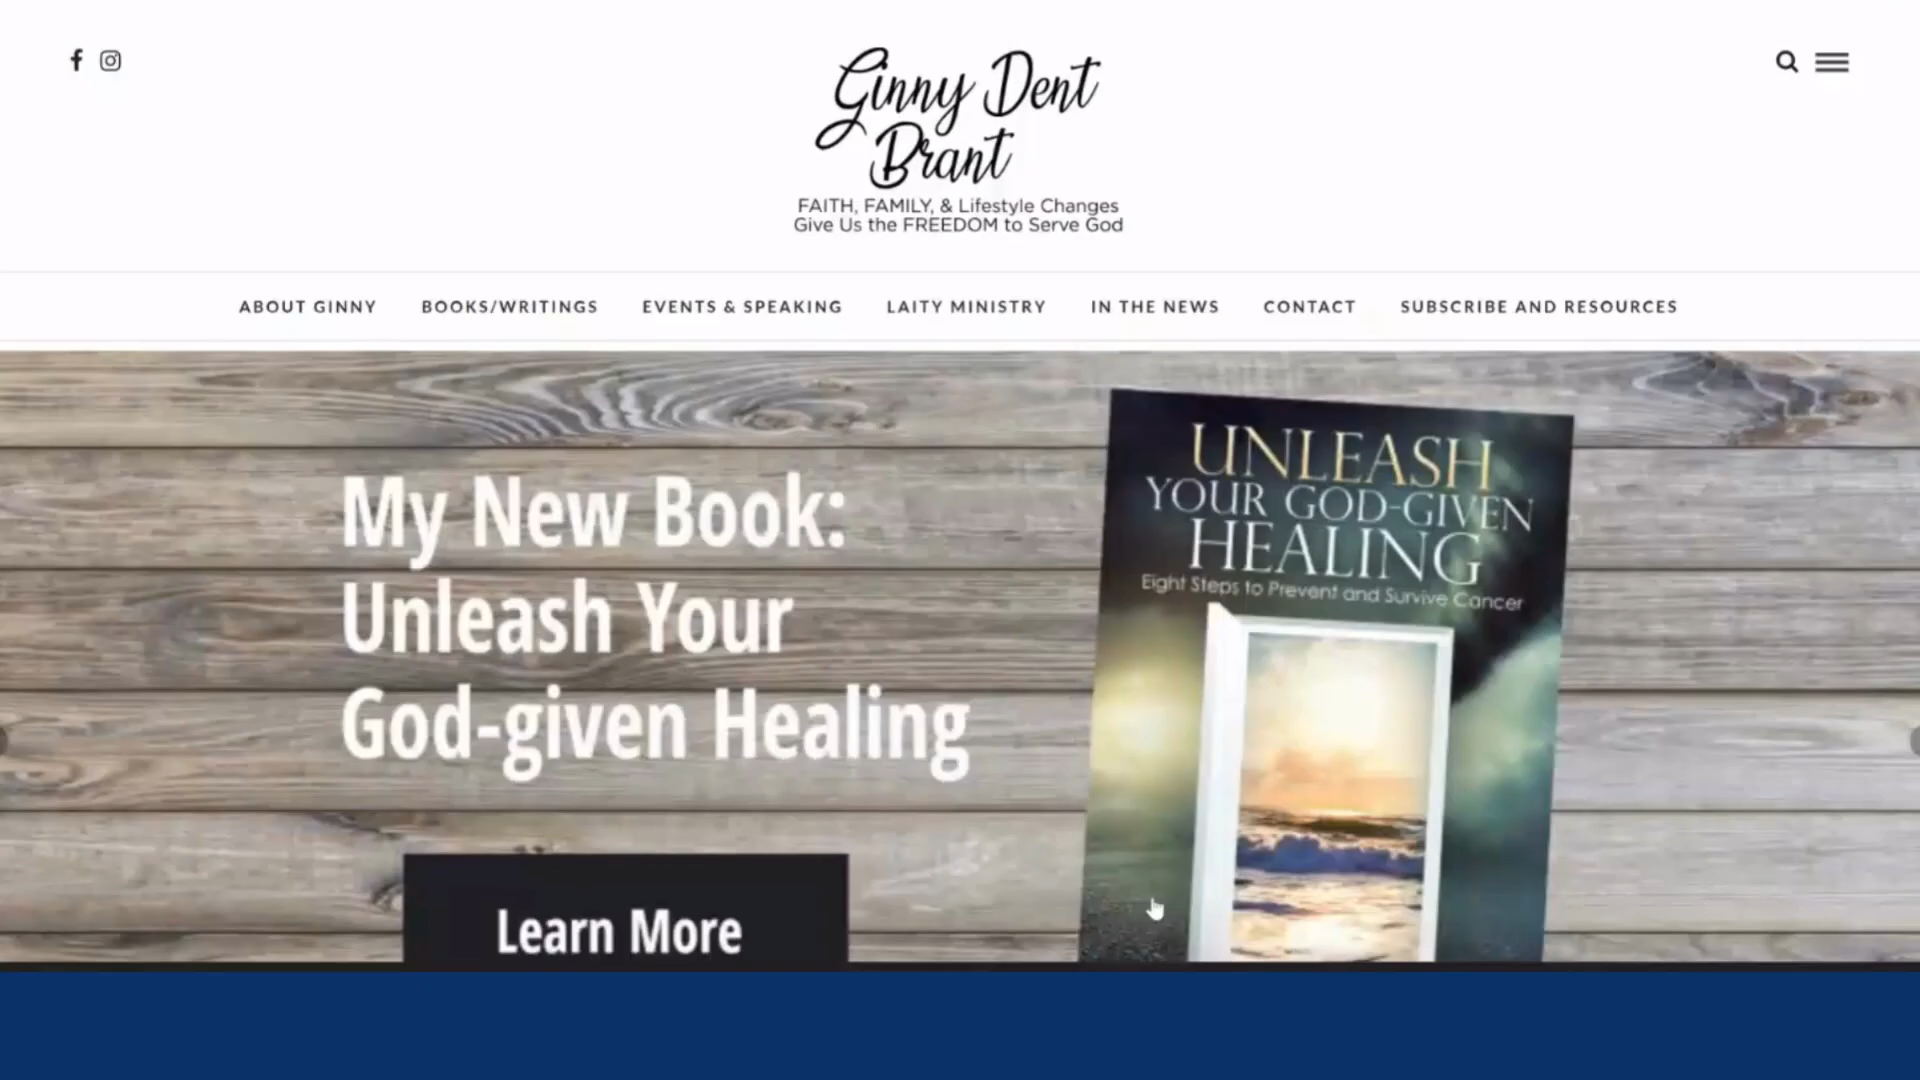 Ginny Dent
Brant
FAITH, FAMILY, & Lifestyle Changes
Give Us the FREEDOM to Serve God
ABOUT GINNY BOOKS/WRITINGS EVENTS & SPEAKING LAITY MINISTRY IN THE NEWS CONTACT SUBSCRIBE AND RESOURCES
My New Book:
Unleash Your
God-given Healing
Learn More
UNLEASH
YOUR GOD-GIVEN
HEALING
Eight Steps to Prevent and Survive Cancer